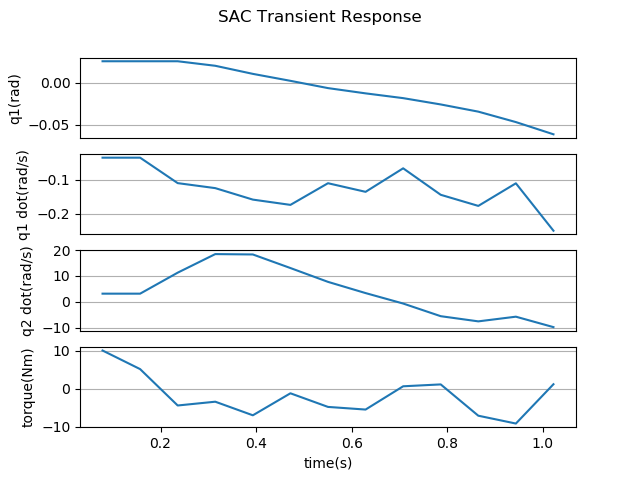 SAC Transient Response
q1(rad)
0.00
−0.05
q1 dot(rad/s)
−0.1
−0.2
q2 dot(rad/s)
20
10
0
−10
torque(Nm)
10
0
−10
0.2 0.4 0.6 0.8 1.0
time(s)